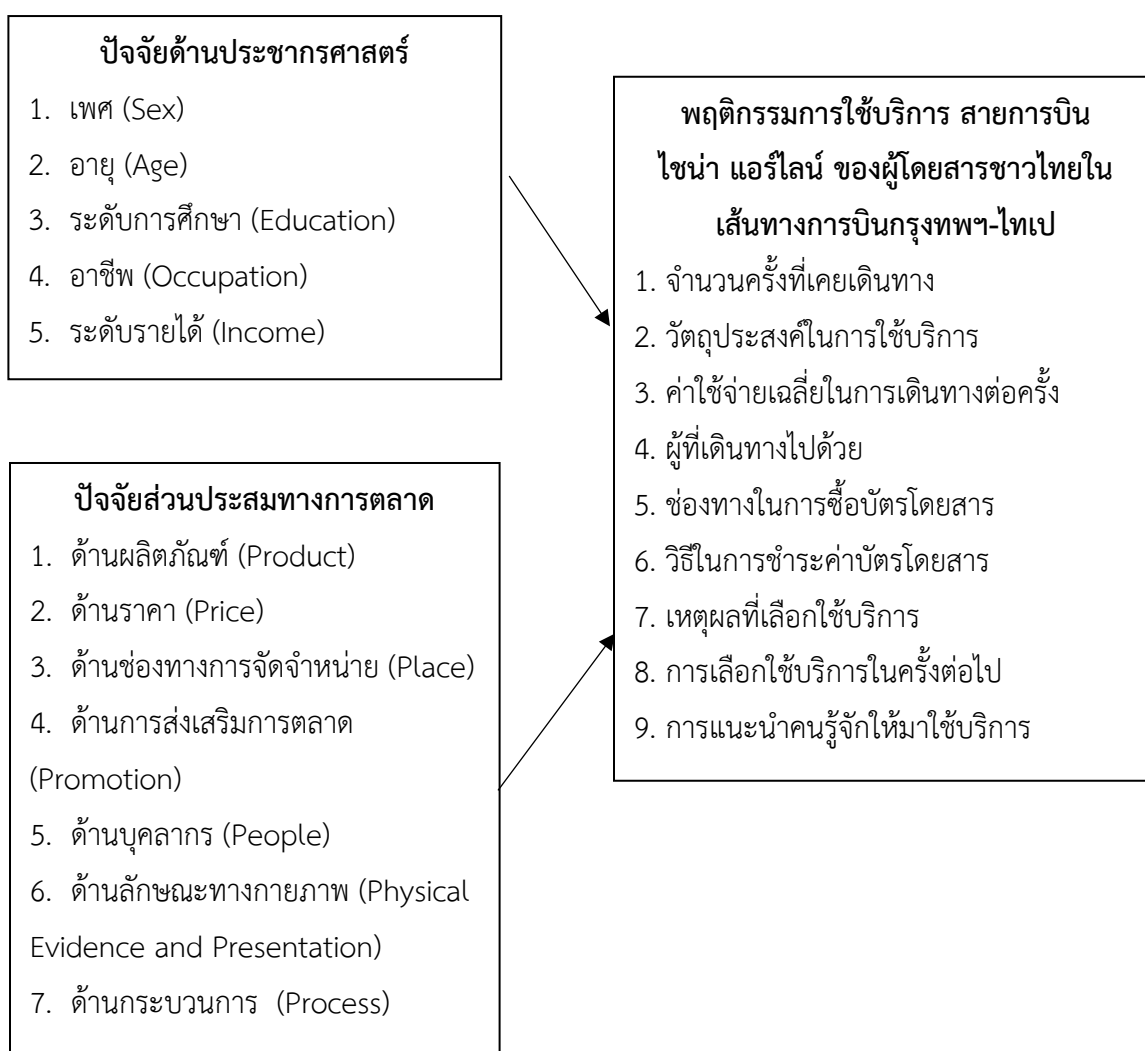 ปัจจัยด้านประชากรศาสตร์
1. เพศ (Sex)
2. อายุ (Age)
3. ระดับการศึกษา (Education)
4. อาชีพ (Occupation)
5. ระดับรายได้ (Income)
ปัจจัยส่วนประสมทางการตลาด
1. ด้านผลิตภัณฑ์ (Product)
2. ด้านราคา (Price)
3. ด้านช่องทางการจัดจำหน่าย (Place)
4. ด้านการส่งเสริมการตลาด
(Promotion)
5. ด้านบุคลากร (People)
6. ด้านลักษณะทางกายภาพ (Physical
Evidence and Presentation)
7. ด้านกระบวนการ (Process)
พฤติกรรมการใช้บริการ สายการบิน
ไชน่า แอร์ไลน์ ของผู้โดยสารชาวไทยใน
เส้นทางการบินกรุงทพฯ-ไทเป
1. จำนวนครั้งที่เคยเดินทาง
2. วัตถุประสงค์ในการใช้บริการ
3. ค่าใช้จ่ายเฉลี่ยในการเดินทางต่อครั้ง
4. ผู้ที่เดินทางไปด้วย
5. ช่องทางในการซื้อบัตรโดยสาร
6. วิธีในการชำระค่าบัตรโดยสาร
7. เหตุผลที่เลือกใช้บริการ
8. การเลือกใช้บริการในครั้งต่อไป
9. การแนะนำคนรู้จักให้มาใช้บริการ